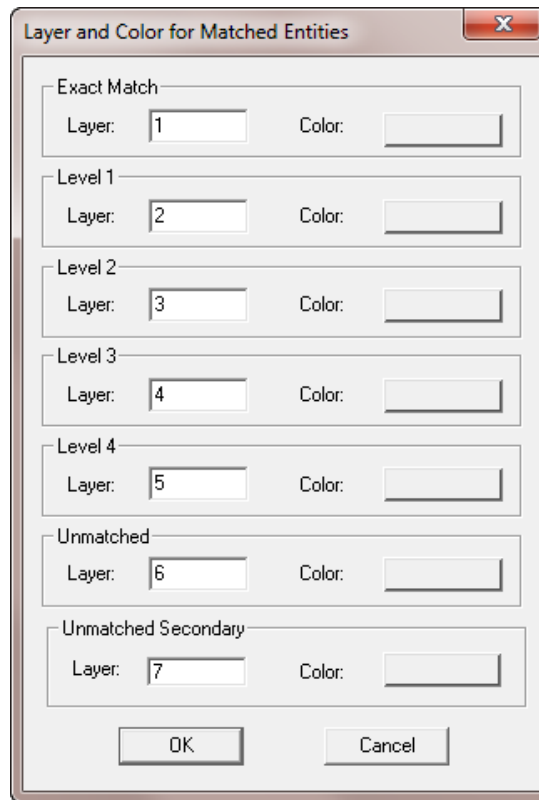 Layer and Color for Matched Entities
Exact Match
Layer: 1 Color:
Level 1
Layer: 2 Color:
Level 2
Layer: 3 Color:
Level 3
Layer: 4 Color:
Level 4
Layer: 5 Color:
Unmatched
Layer: 6 Color:
Unmatched Secondary
Layer: 7 Color:
OK Cancel